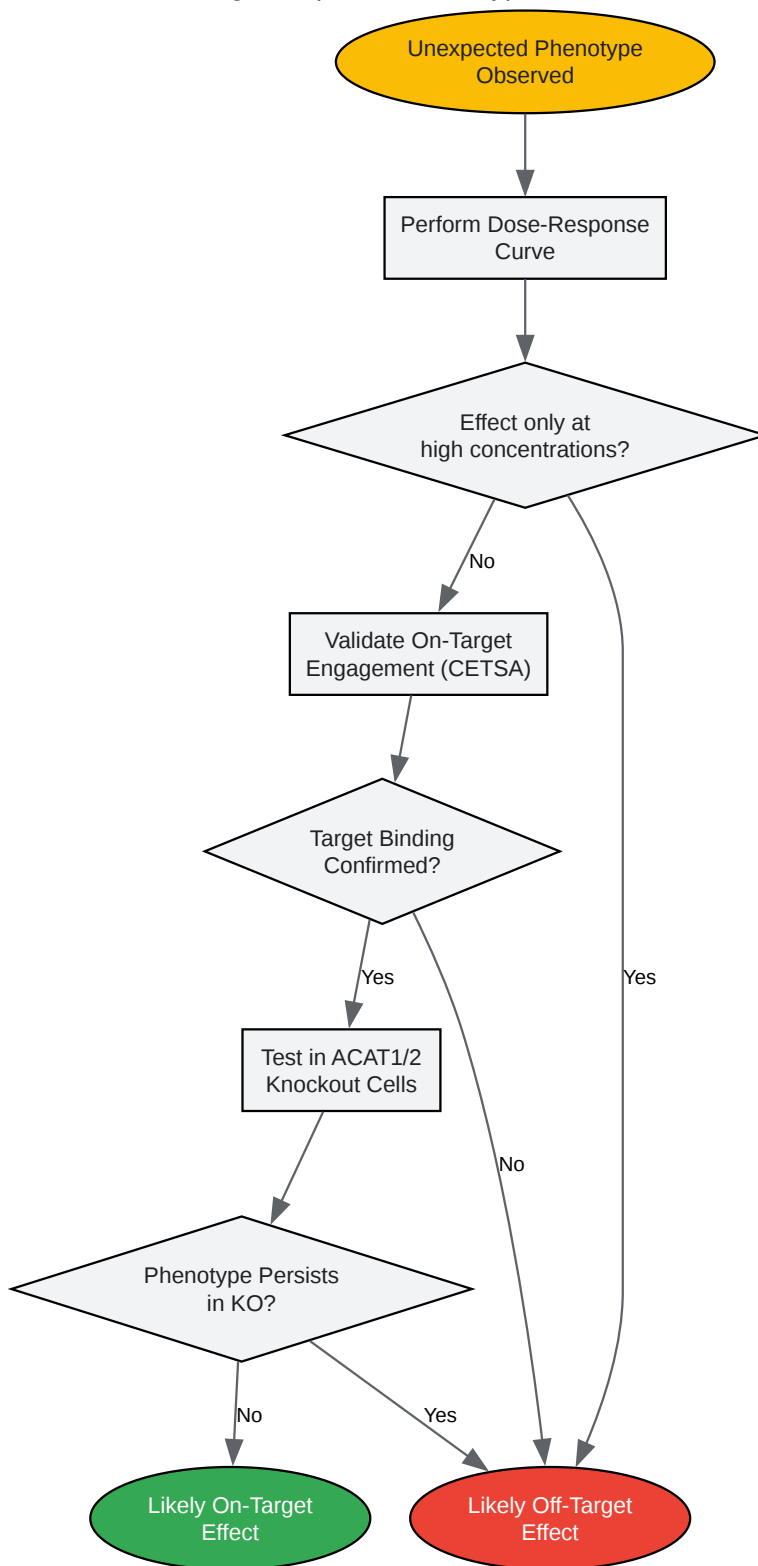 Unexpected Phenotype
Observed
Perform Dose-Response
Curve
Effect only at
high concentrations?
No
Validate On-Target
Engagement (CETSA)
Target Binding
Confirmed?
Yes
Yes
Test in ACAT1/2
Knockout Cells
No
Phenotype Persists
in KO?
No
Yes
Likely On-Target
Effect
Likely Off-Target
Effect